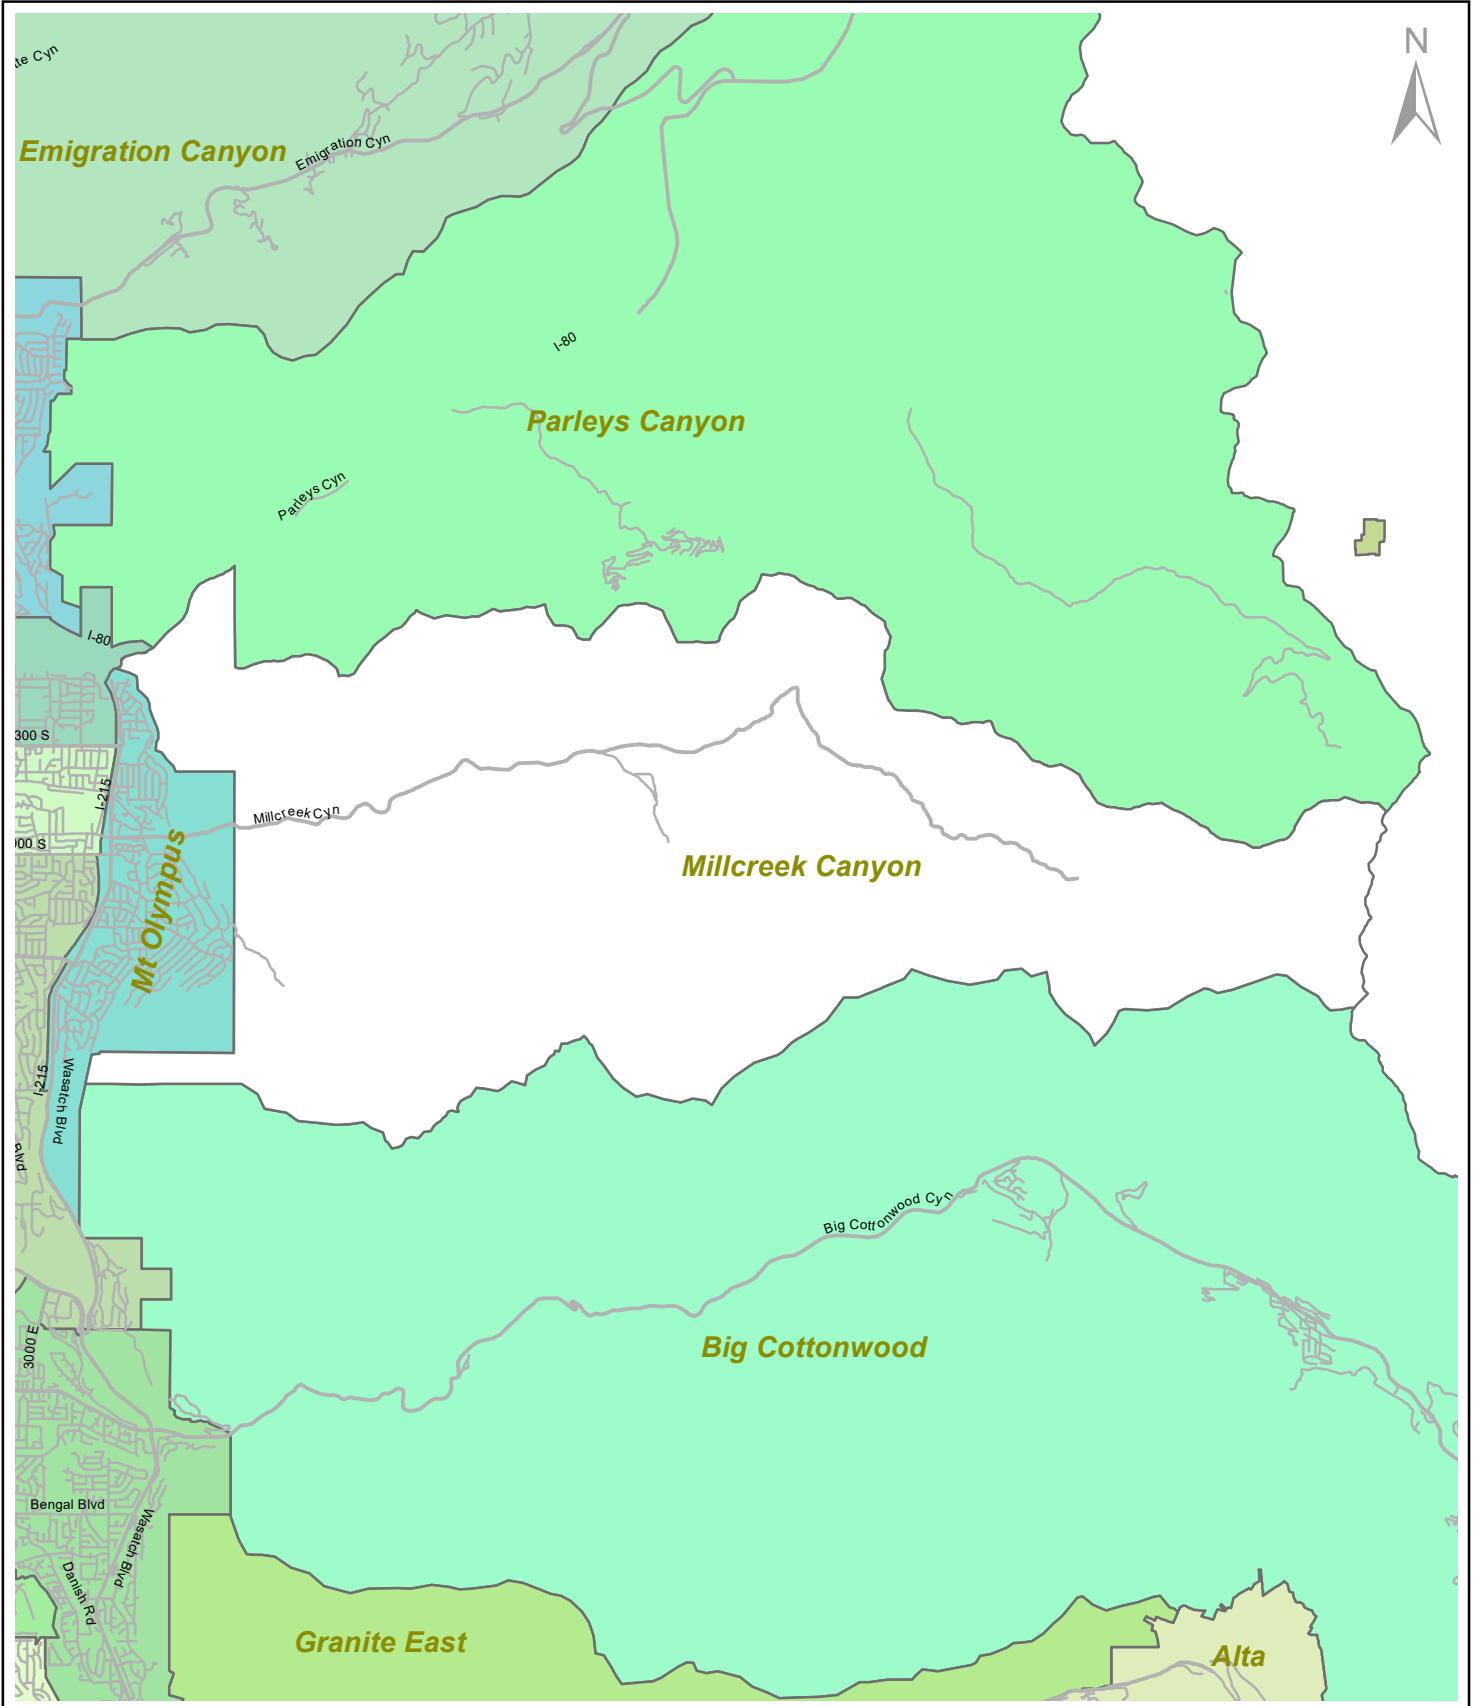 N
te Cyn
Emigration Canyon
Emigration Cyn
I-80
Parleys Canyon
Parleys Cyn
I-80
300 S
I-215
Millcreek Cyn
00 S
Millcreek Canyon
Mt Olympus
I-215
Wasatch Blvd
Blvd
Big Cottonwood Cyn
3000 E
Big Cottonwood
Bengal Blvd
Wasatch Blvd
Danish Rd
Granite East
Alta